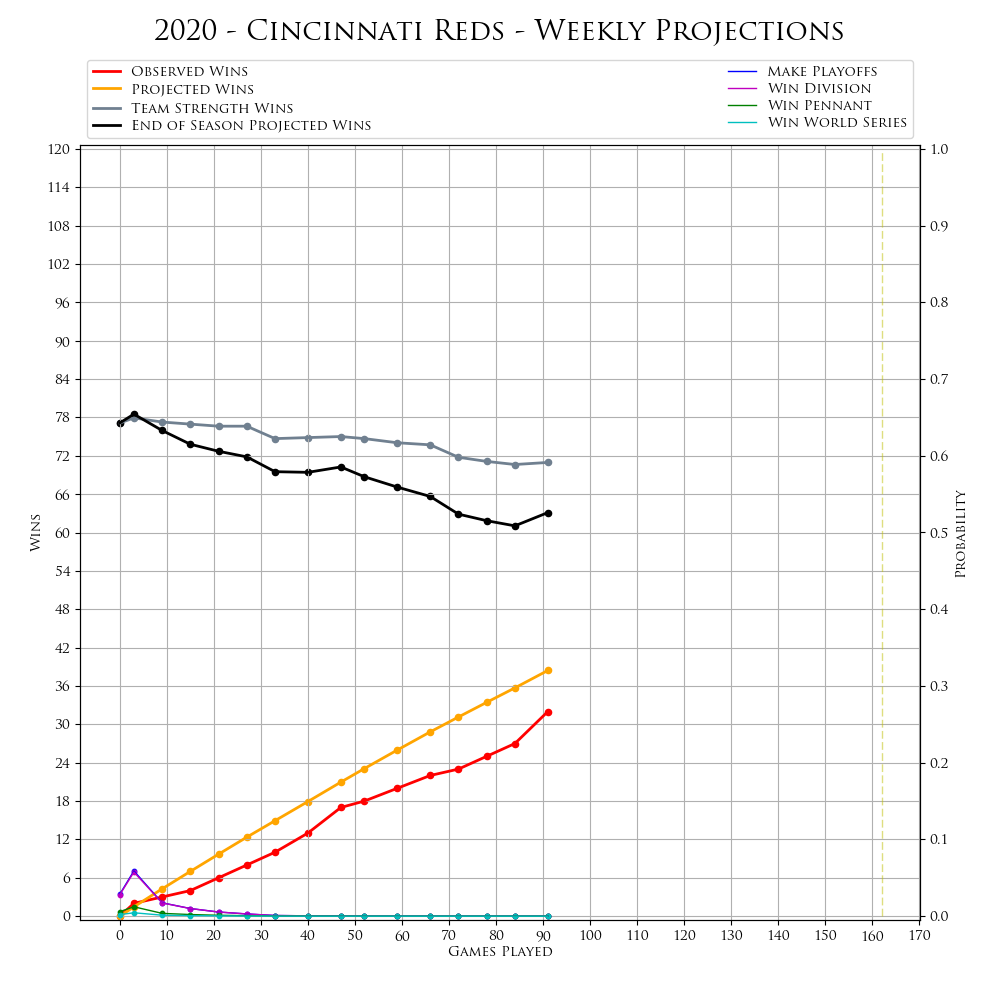 2020 - Cincinnati Reds - Weekly Projections
Observed Wins
Projected Wins
Team Strength Wins
End of Season Projected Wins
Make Playoffs
Win Division
Win Pennant
Win World Series
120
114
108
102
96
90
84
78
72
66
60
54
48
42
36
30
24
18
12
6
0
Wins
1.0
0.9
0.8
0.7
0.6
0.5
0.4
0.3
0.2
0.1
0.0
Probability
0 10 20 30 40 50 60 70 80 90 100 110 120 130 140 150 160 170
Games Played